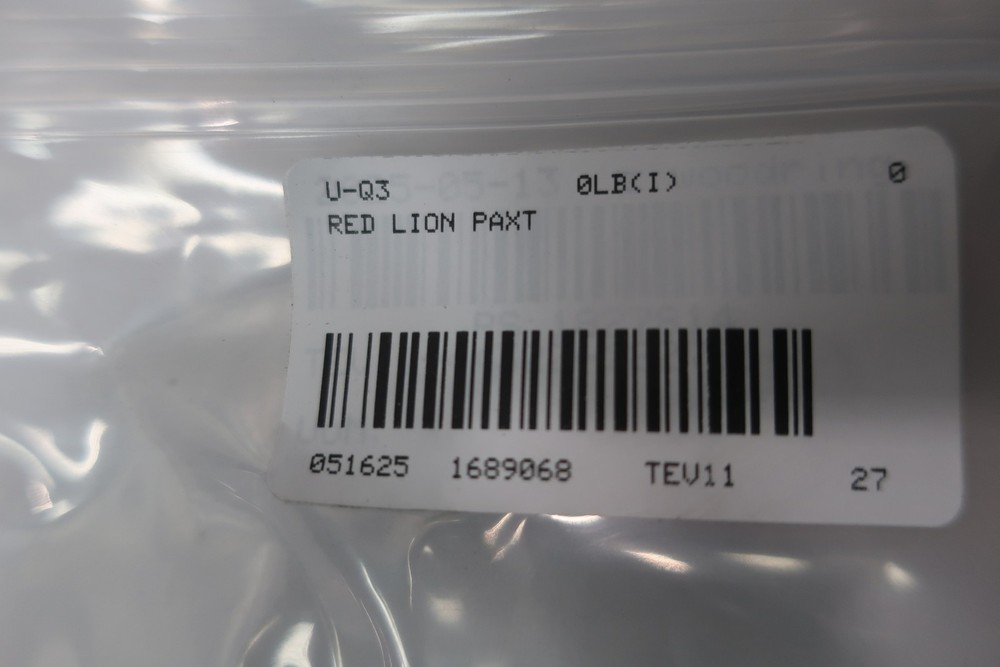 U-Q3 0LB(I) 0
RED LION PAXT
051625 1689068 TEV11 27